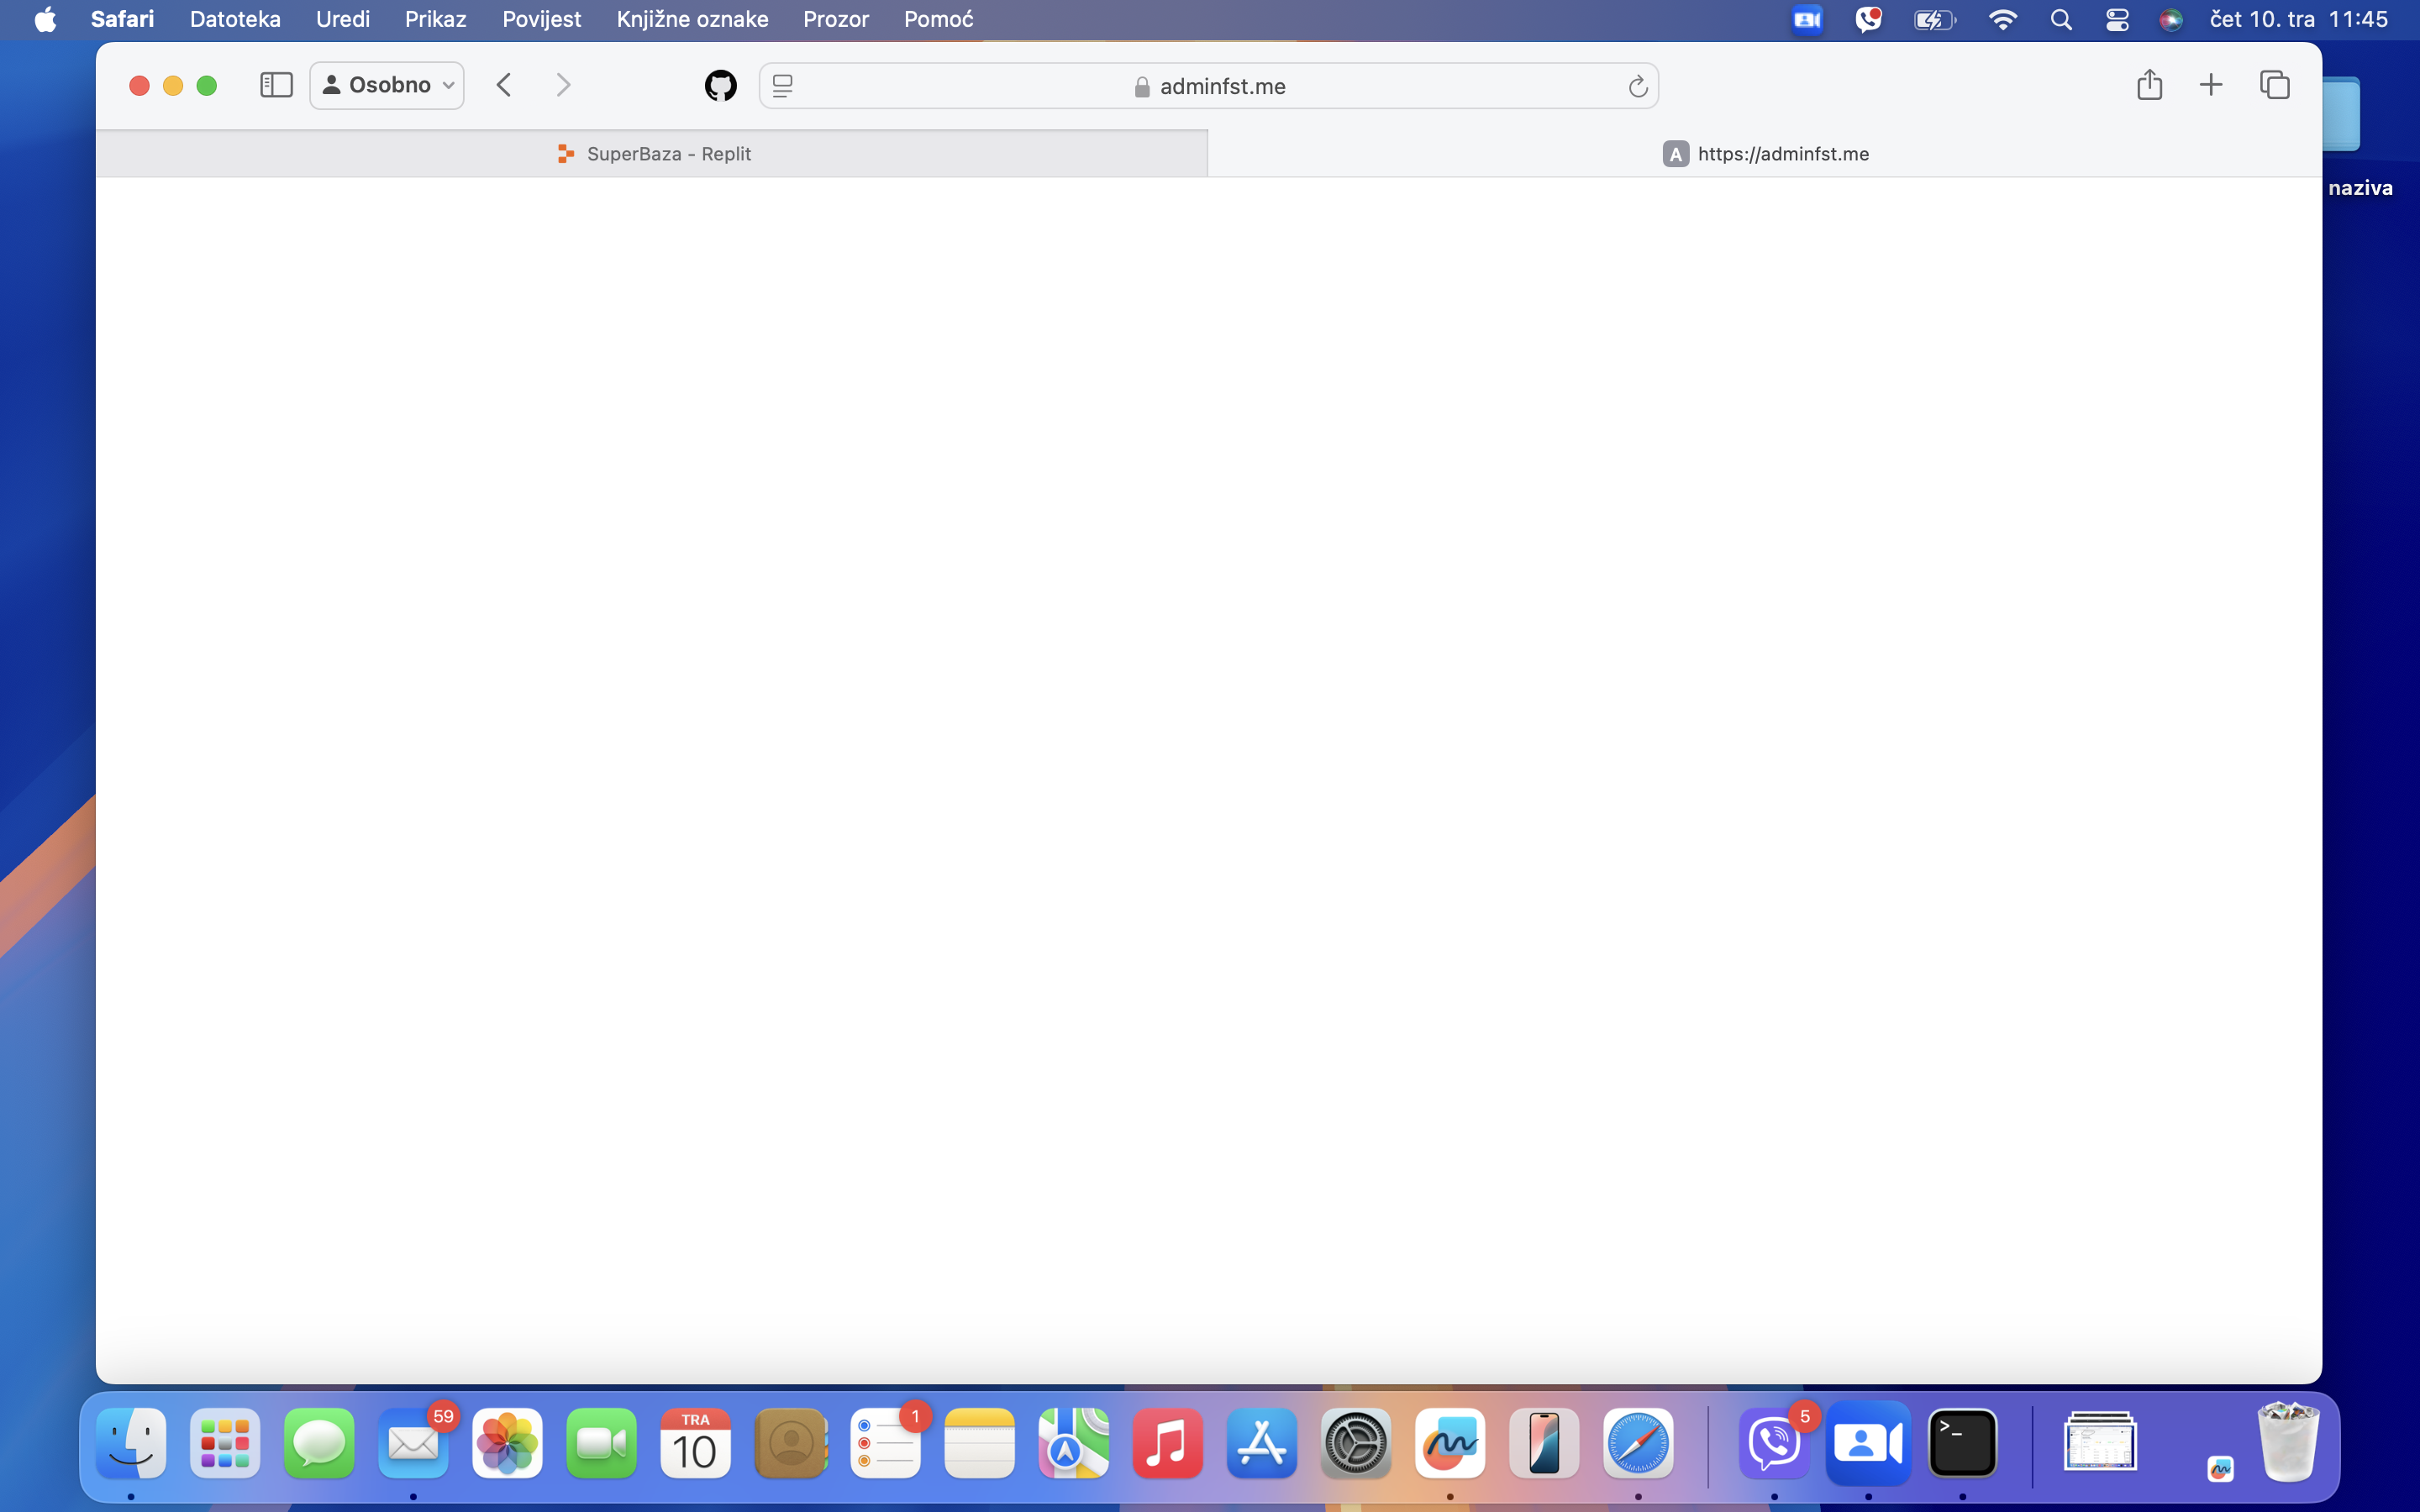 Safari Datoteka Uredi Prikaz Povijest Knjižne oznake Prozor Pomoć čet 10. tra 11:45
Osobno adminfst.me
SuperBaza - Replit A https://adminfst.me
naziva
59 TRA 10 1 5
>_